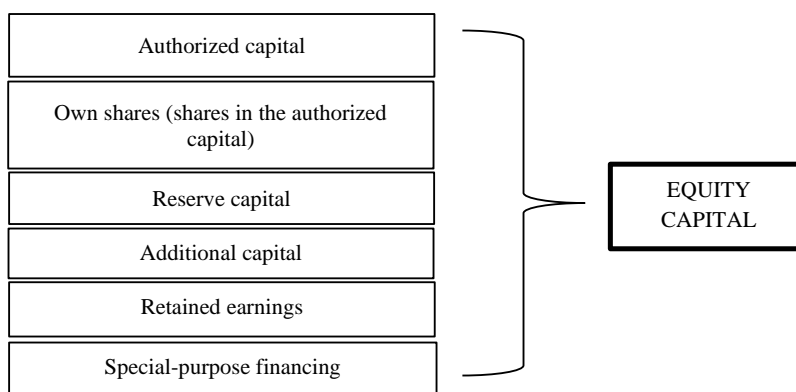 Authorized capital
Own shares (shares in the authorized
capital)
Reserve capital
Additional capital
Retained earnings
Special-purpose financing
EQUITY
CAPITAL